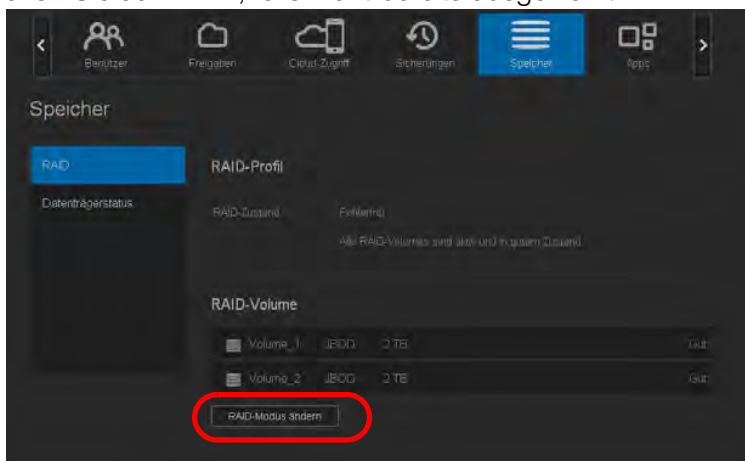 Benutzer Freigaben Cloud-Zugriff Sicherungen Speicher Apps
Speicher
RAID RAID-Profil
Datenträgerstatus RAID-Zustand Fehlerfrei
Alle RAID-Volumes sind aktiv und in gutem Zustand.
RAID-Volume
Volume_1 JBOD 2 TB Gut
Volume_2 JBOD 2 TB Gut
RAID-Modus ändern